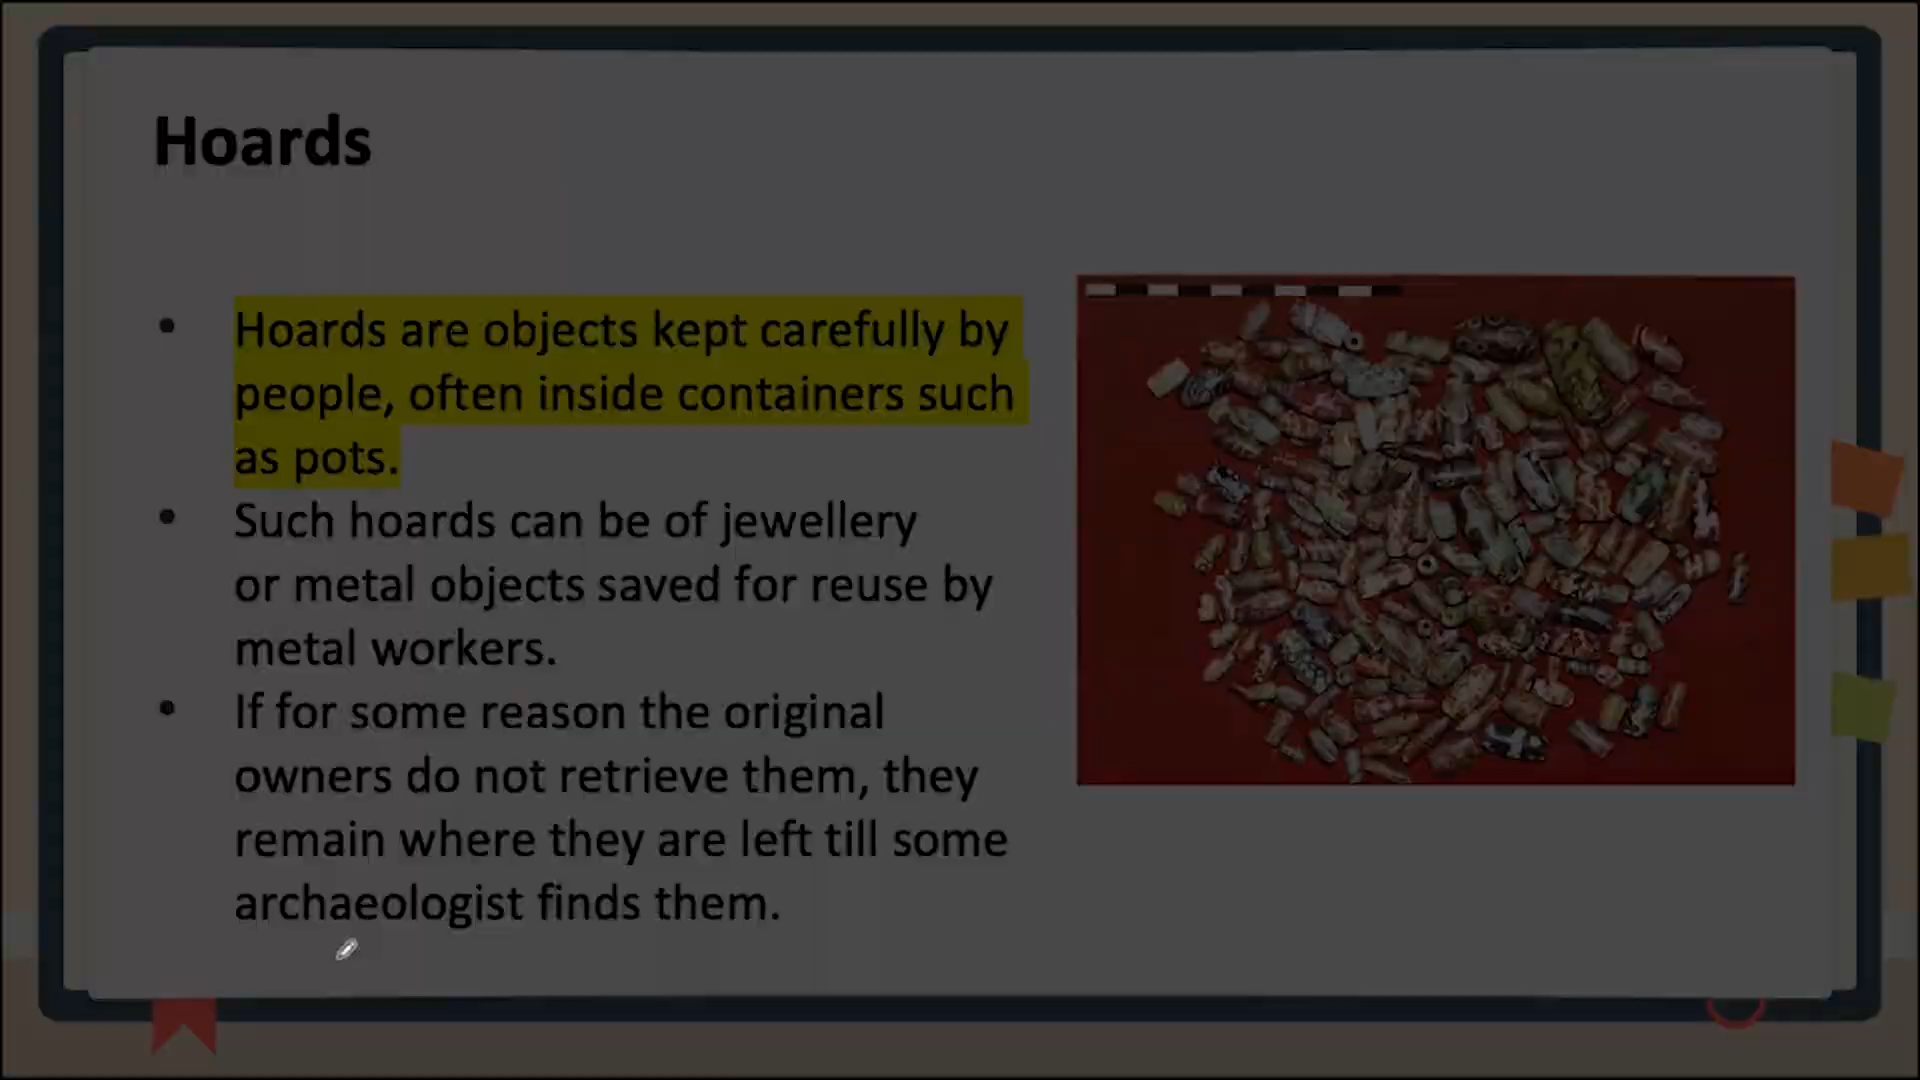 Hoards
• Hoards are objects kept carefully by
people, often inside containers such
as pots.
• Such hoards can be of jewellery
or metal objects saved for reuse by
metal workers.
• If for some reason the original
owners do not retrieve them, they
remain where they are left till some
archaeologist finds them.